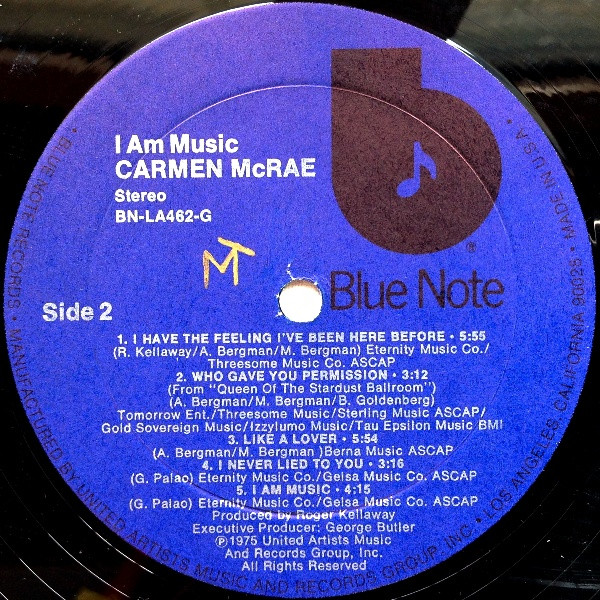 I Am Music
CARMEN McRAE
Stereo
BN-LA462-G
MT
b
®
Blue Note
Side 2
1. I HAVE THE FEELING I'VE BEEN HERE BEFORE • 5:55
(R. Kellaway/A. Bergman/M. Bergman) Eternity Music Co./
Threesome Music Co. ASCAP
2. WHO GAVE YOU PERMISSION • 3:12
(From "Queen Of The Stardust Ballroom")
(A. Bergman/M. Bergman/B. Goldenberg)
Tomorrow Ent./Threesome Music/Sterling Music ASCAP/
Gold Sovereign Music/Izzylumo Music/Tau Epsilon Music BMI
3. LIKE A LOVER • 5:54
(A. Bergman/M. Bergman )Berna Music ASCAP
4. I NEVER LIED TO YOU • 3:16
(G. Palao) Eternity Music Co./Gelsa Music Co. ASCAP
5. I AM MUSIC • 4:15
(G. Palao) Eternity Music Co./Gelsa Music Co. ASCAP
Produced by Roger Kellaway
Executive Producer: George Butler
℗1975 United Artists Music
And Records Group, Inc.
All Rights Reserved
• BLUE NOTE RECORDS • MANUFACTURED BY UNITED ARTISTS MUSIC AND RECORDS GROUP, INC. • LOS ANGELES, CALIFORNIA 90028 • MADE IN U.S.A. •